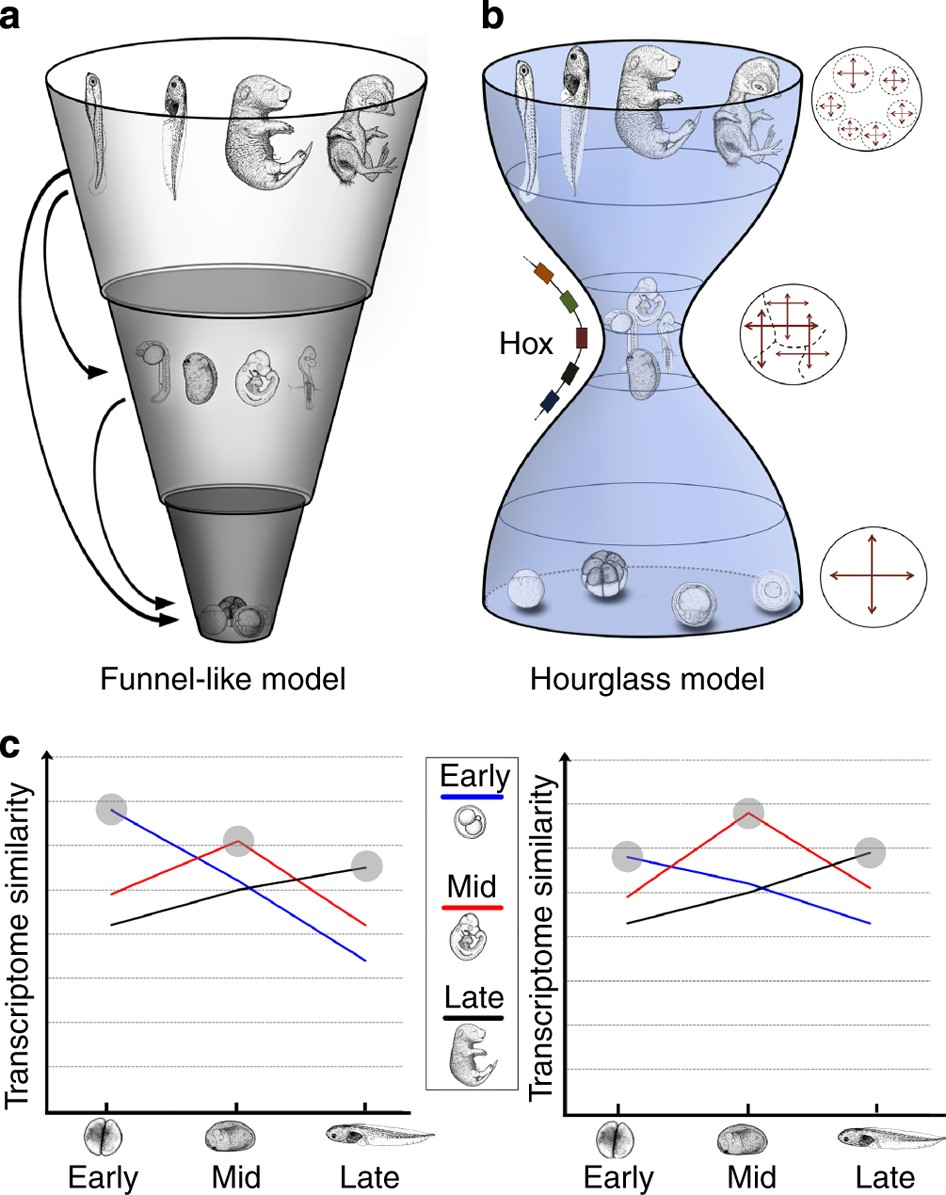 a
b
Hox
Funnel-like model
Hourglass model
c
Transcriptome similarity
Early
Mid
Late
Early
Mid
Late
Transcriptome similarity
Early
Mid
Late